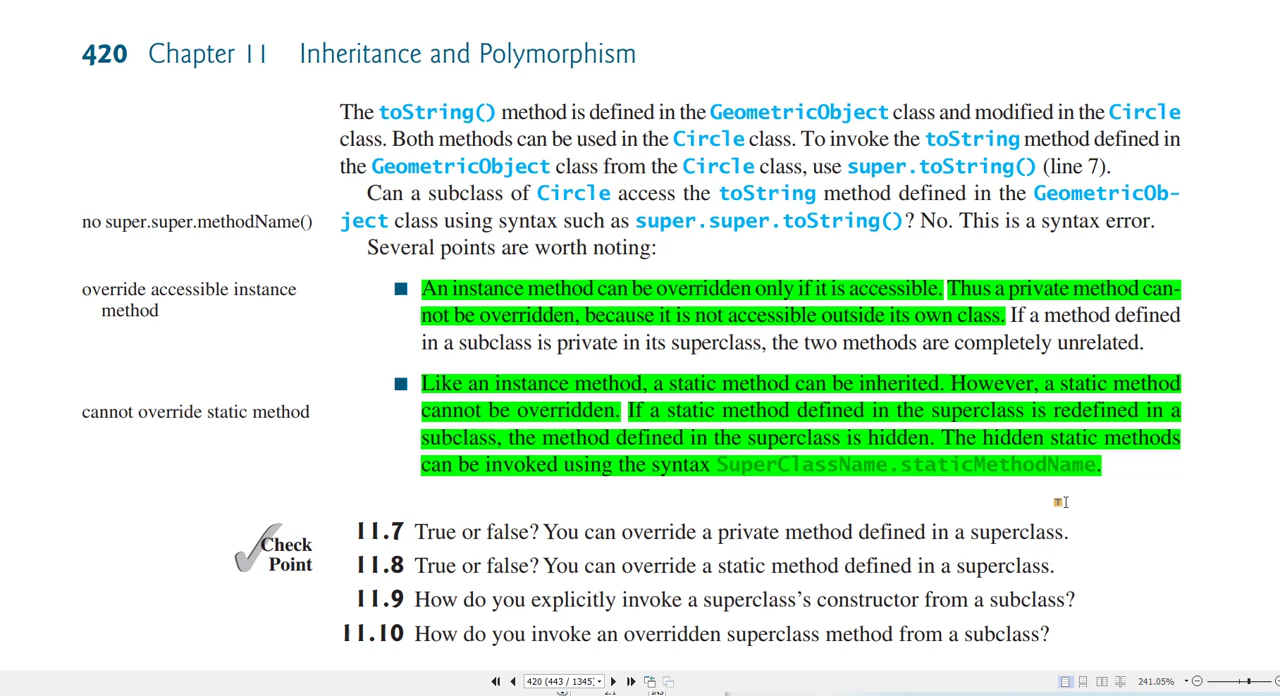 420 Chapter 11 Inheritance and Polymorphism
The toString() method is defined in the GeometricObject class and modified in the Circle
class. Both methods can be used in the Circle class. To invoke the toString method defined in
the GeometricObject class from the Circle class, use super.toString() (line 7).
Can a subclass of Circle access the toString method defined in the GeometricOb-
no super.super.methodName()
ject class using syntax such as super.super.toString()? No. This is a syntax error.
Several points are worth noting:
override accessible instance
method
■ An instance method can be overridden only if it is accessible. Thus a private method can-
not be overridden, because it is not accessible outside its own class. If a method defined
in a subclass is private in its superclass, the two methods are completely unrelated.
cannot override static method
■ Like an instance method, a static method can be inherited. However, a static method
cannot be overridden. If a static method defined in the superclass is redefined in a
subclass, the method defined in the superclass is hidden. The hidden static methods
can be invoked using the syntax SuperClassName.staticMethodName.
Check
Point
11.7 True or false? You can override a private method defined in a superclass.
11.8 True or false? You can override a static method defined in a superclass.
11.9 How do you explicitly invoke a superclass's constructor from a subclass?
11.10 How do you invoke an overridden superclass method from a subclass?
420 (443 / 1345)
241.05%